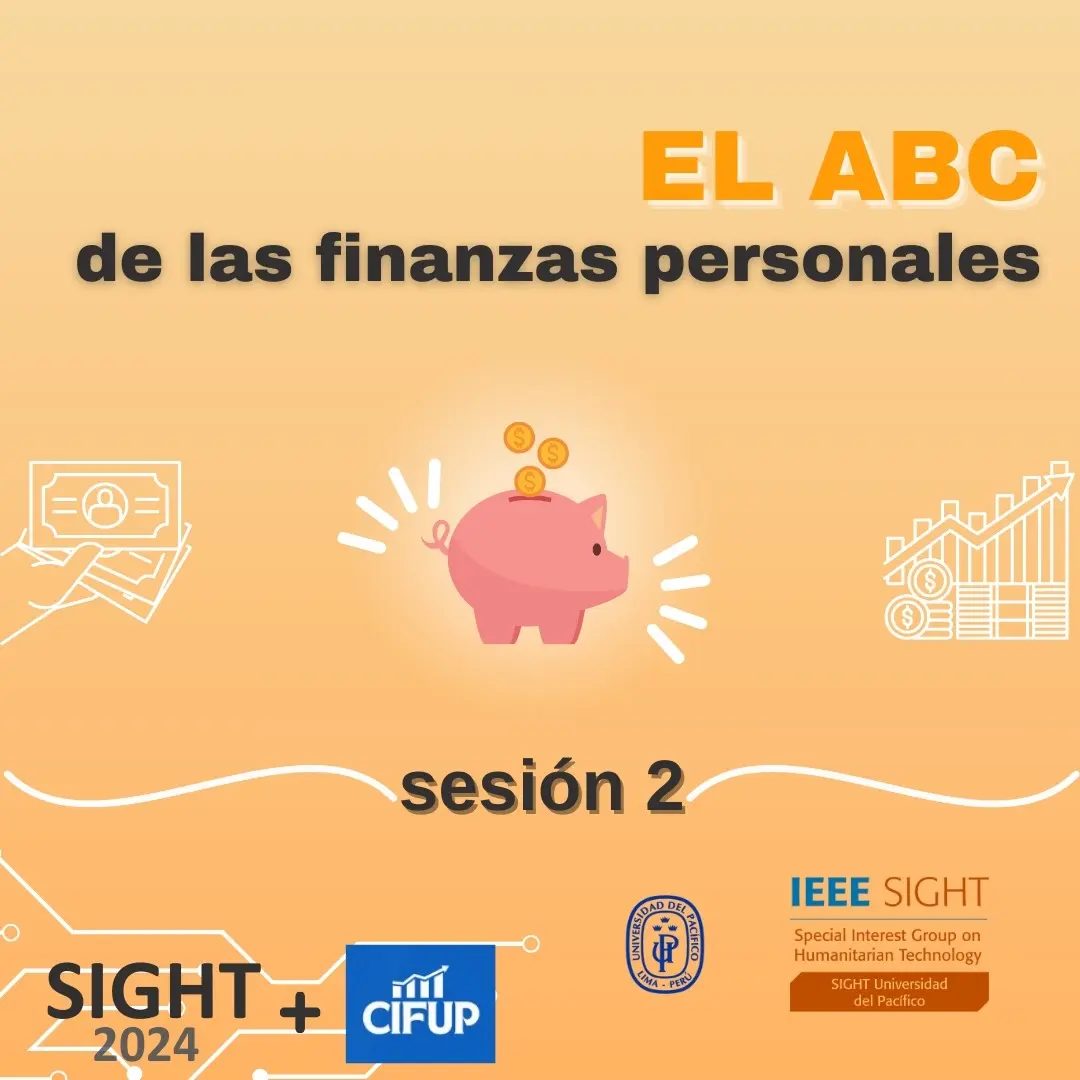 EL ABC
de las finanzas personales
$
$
$
$
$
sesión 2
SIGHT
2024
+
CIFUP
UNIVERSIDAD DEL PACÍFICO
LIMA - PERÚ
UP
IEEE SIGHT
Special Interest Group on
Humanitarian Technology
SIGHT Universidad
del Pacífico